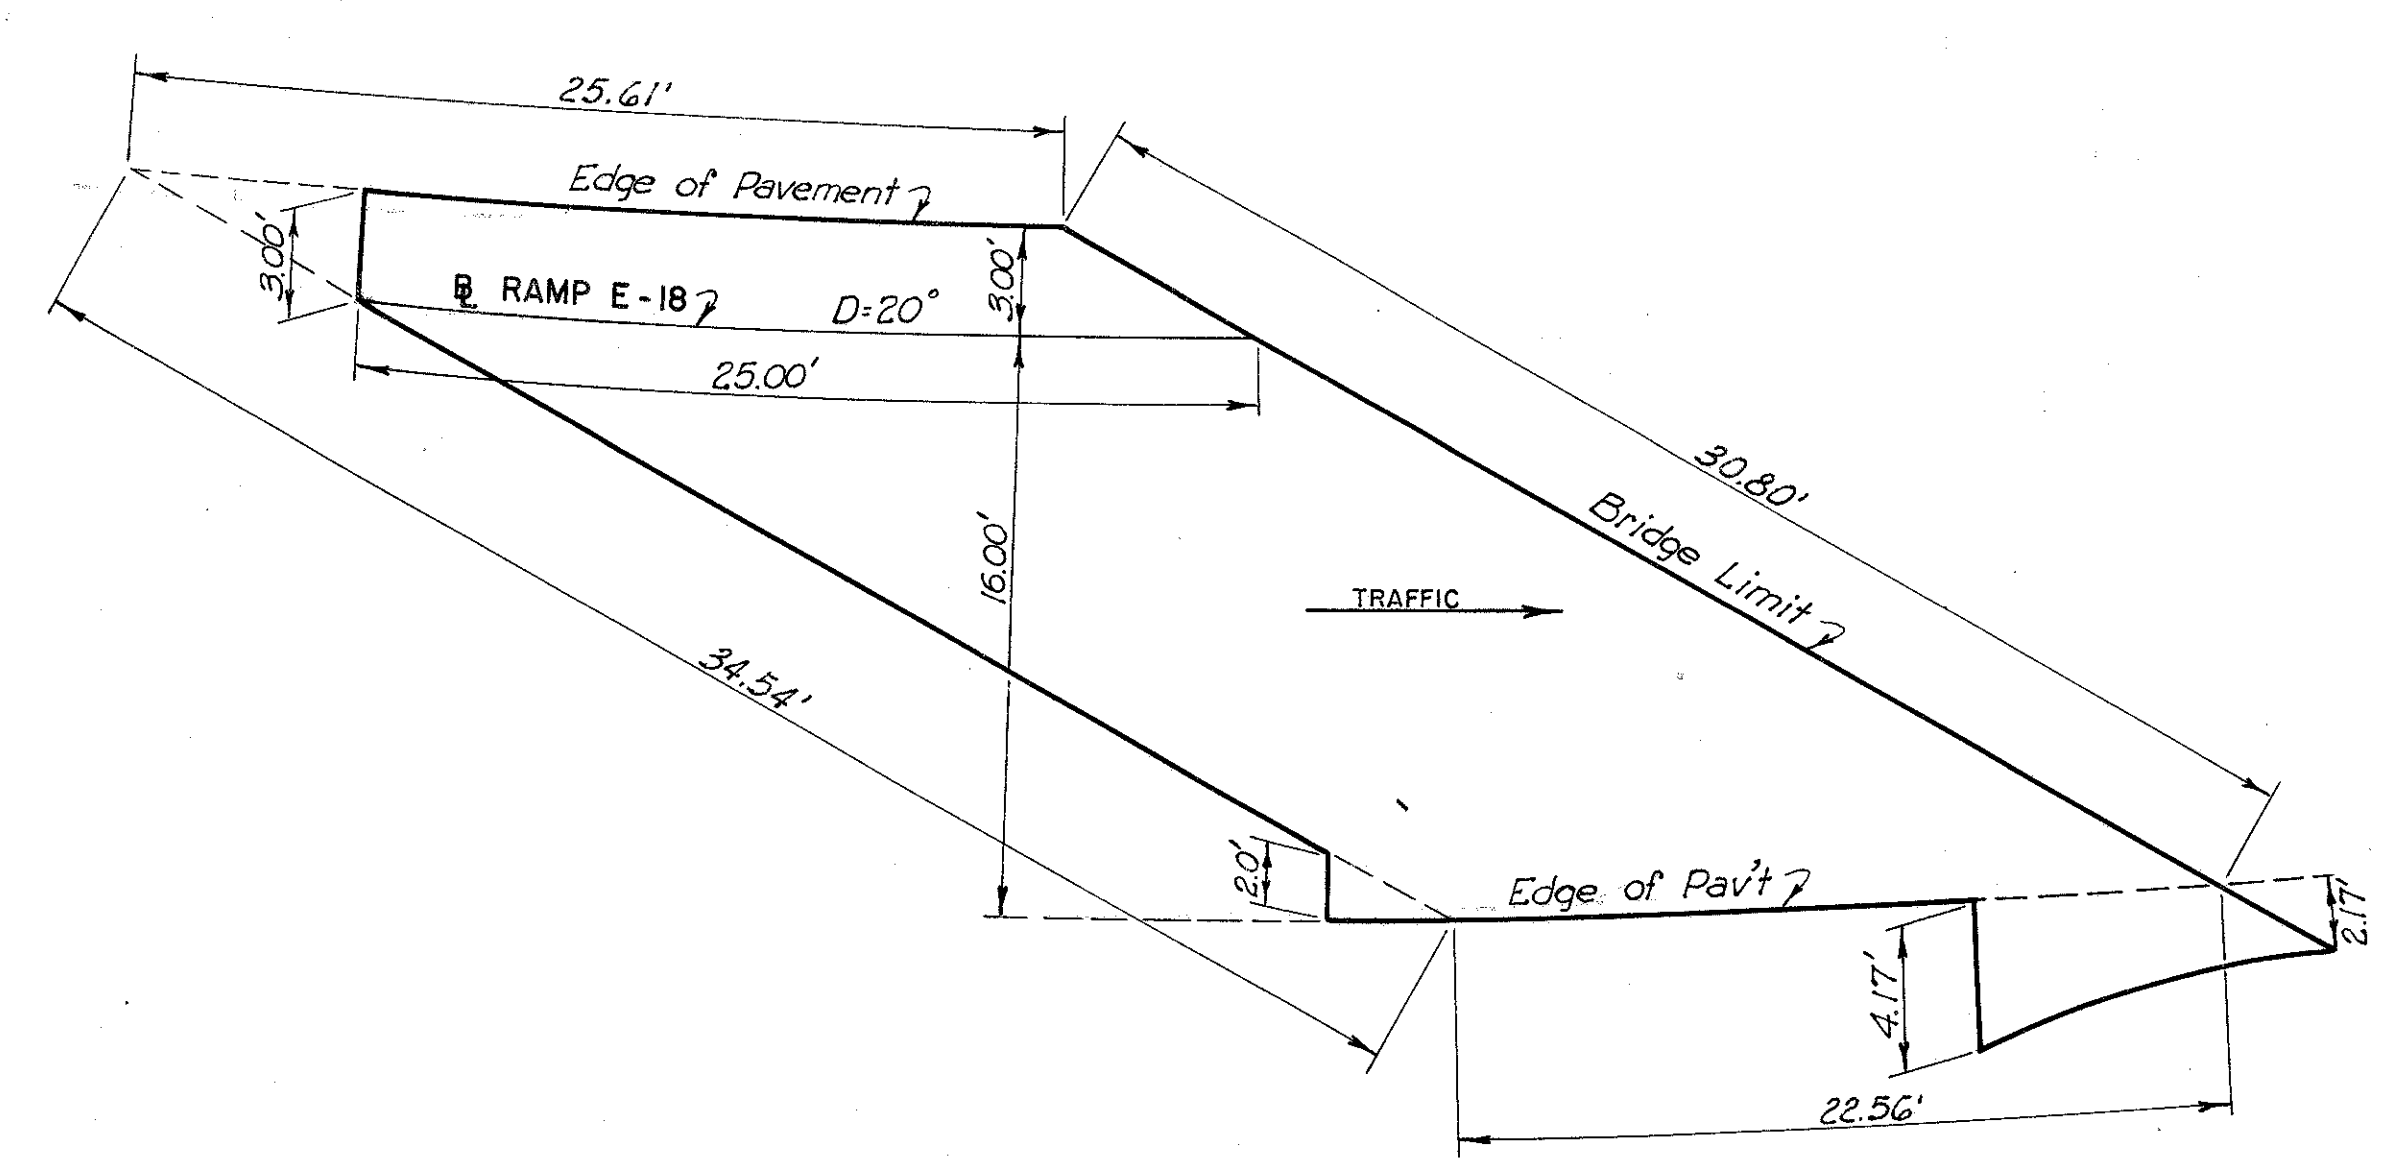 25.61'
Edge of Pavement
3.00'
BL RAMP E-18
D=20°
3.00'
25.00'
30.80'
Bridge Limit
16.00'
TRAFFIC
34.54'
2.0'
Edge of Pav't
2.17'
4.17'
22.56'